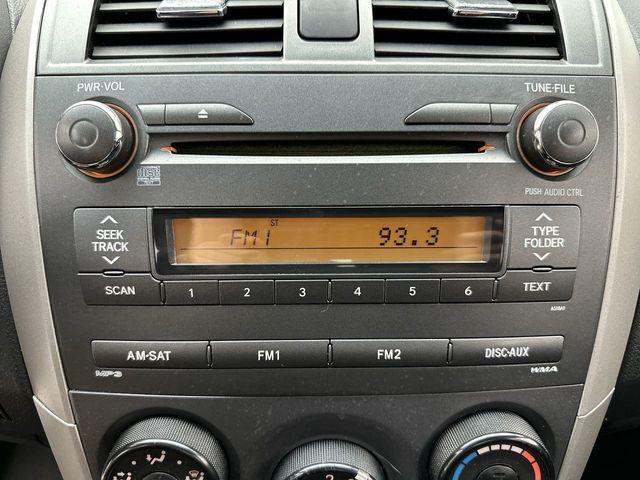 PWR·VOL
TUNE·FILE
PUSH AUDIO CTRL
ST
FM1 93.3
SEEK
TRACK
TYPE
FOLDER
SCAN 1 2 3 4 5 6 TEXT
AM·SAT FM1 FM2 DISC·AUX
MP3 WMA